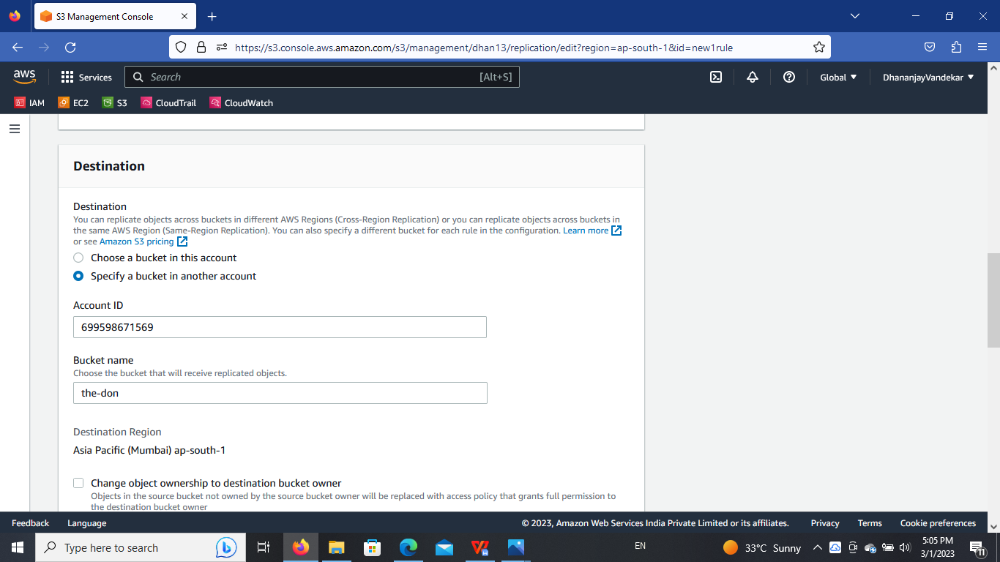 S3 Management Console
https://s3.console.aws.amazon.com/s3/management/dhan13/replication/edit?region=ap-south-1&id=new1rule
aws
Services
Search
[Alt+S]
Global
DhananjayVandekar
IAM
EC2
S3
CloudTrail
CloudWatch
Destination
Destination
You can replicate objects across buckets in different AWS Regions (Cross-Region Replication) or you can replicate objects across buckets in
the same AWS Region (Same-Region Replication). You can also specify a different bucket for each rule in the configuration. Learn more
or see Amazon S3 pricing
Choose a bucket in this account
Specify a bucket in another account
Account ID
699598671569
Bucket name
Choose the bucket that will receive replicated objects.
the-don
Destination Region
Asia Pacific (Mumbai) ap-south-1
Change object ownership to destination bucket owner
Objects in the source bucket not owned by the source bucket owner will be replaced with access policy that grants full permission to
the destination bucket owner
Feedback
Language
© 2023, Amazon Web Services India Private Limited or its affiliates.
Privacy
Terms
Cookie preferences
Type here to search
EN
33°C Sunny
5:05 PM
3/1/2023
11